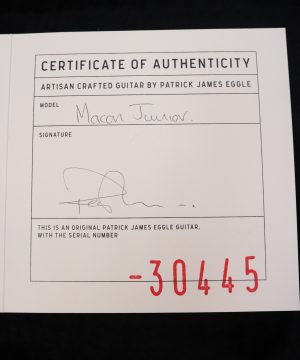 CERTIFICATE OF AUTHENTICITY
ARTISAN CRAFTED GUITAR BY PATRICK JAMES EGGLE
MODEL
Macon Junior.
SIGNATURE
THIS IS AN ORIGINAL PATRICK JAMES EGGLE GUITAR,
WITH THE SERIAL NUMBER
-30445